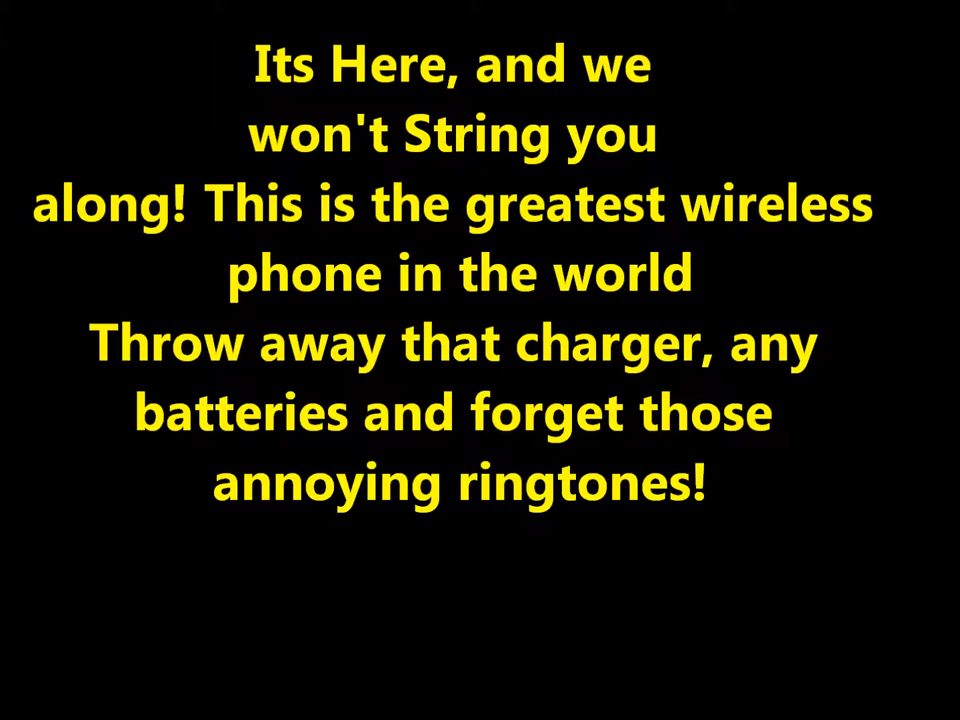 Its Here, and we
won't String you
along! This is the greatest wireless
phone in the world
Throw away that charger, any
batteries and forget those
annoying ringtones!